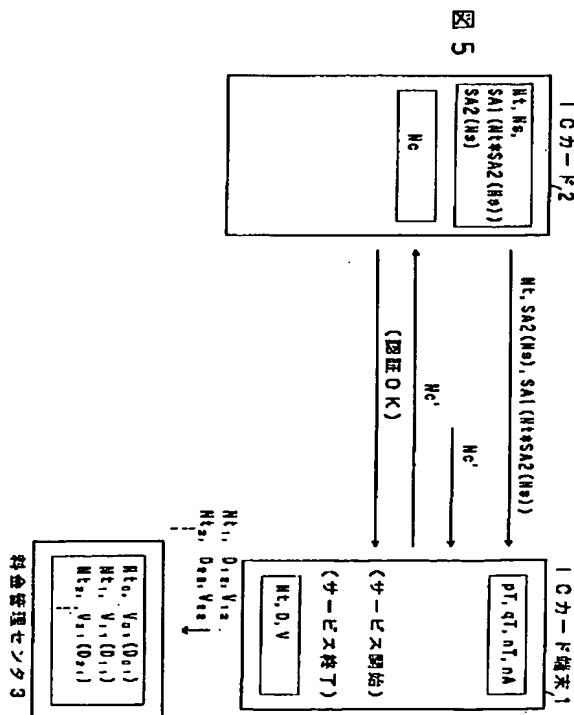 図5
ICカード2
Nt, Ns,
SA1(Nt*SA2(Ns))
SA2(Ns)
Nc
Nt, SA2(Ns), SA1(Nt*SA2(Ns))
Nc'
Nc'
(認証OK)
ICカード端末1
pT, qT, nT, nA
(サービス開始)
(サービス終了)
Nt, D, V
料金管理センタ3